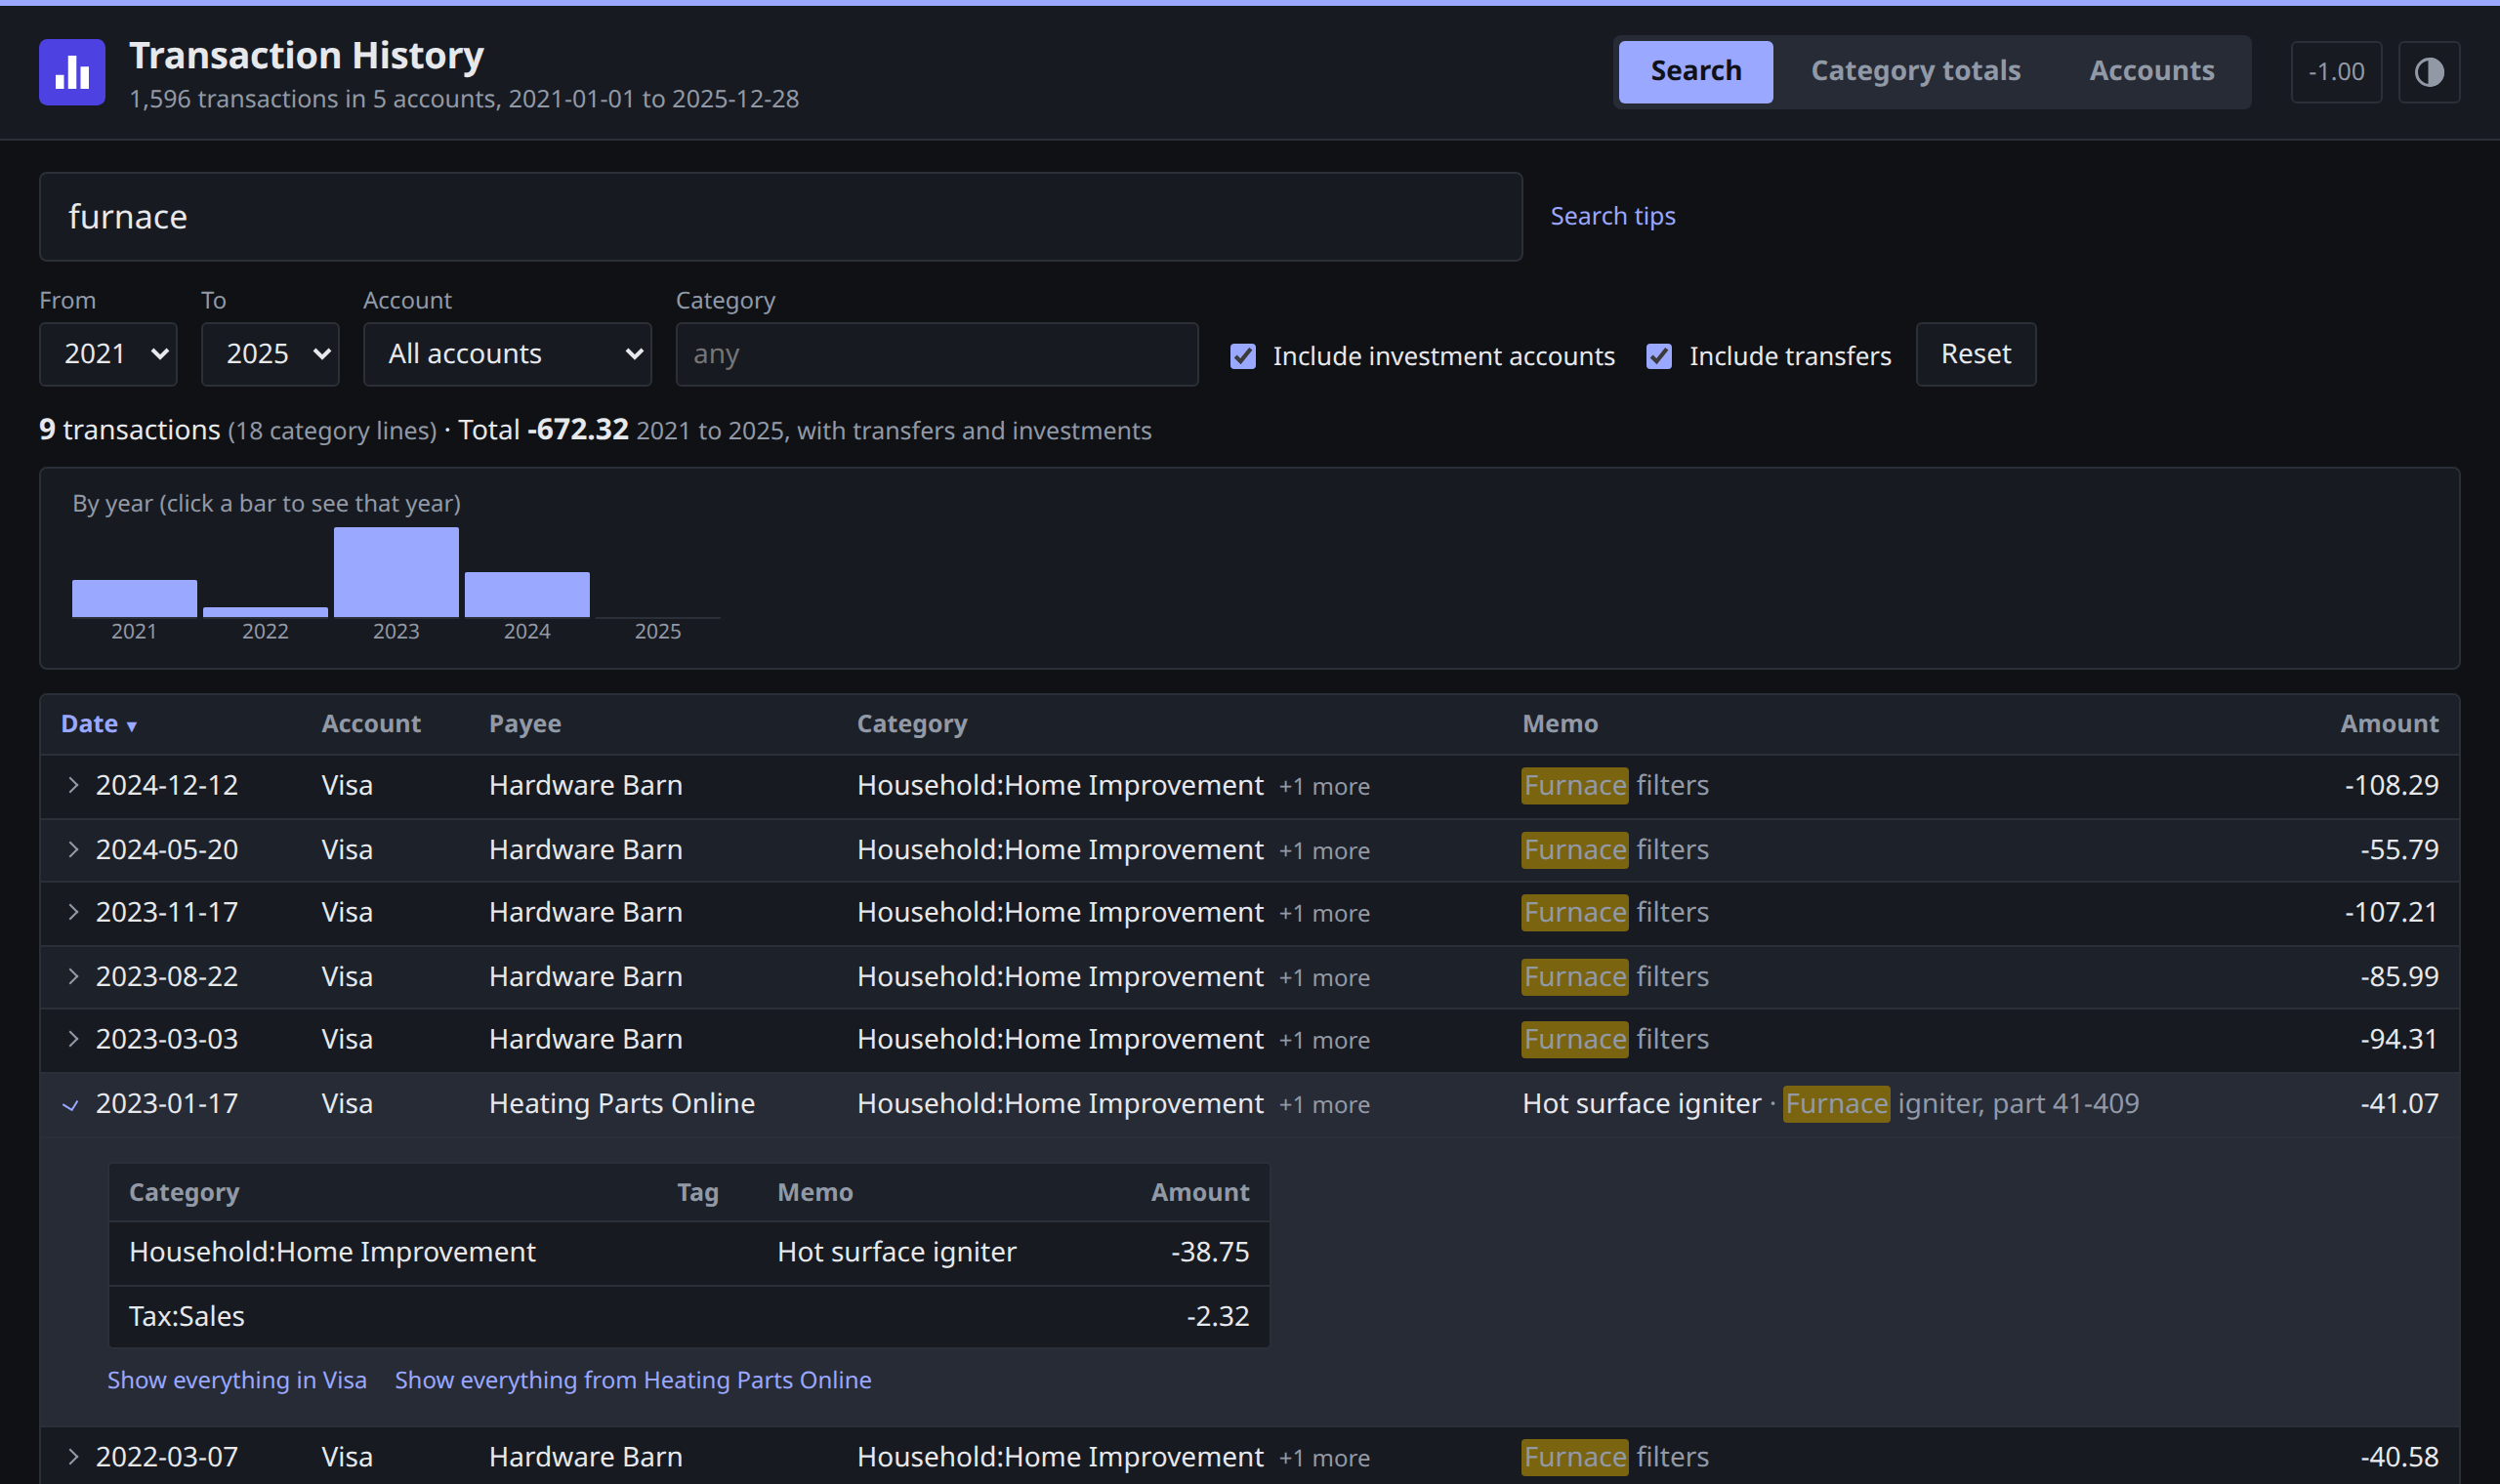 Transaction History
1,596 transactions in 5 accounts, 2021-01-01 to 2025-12-28
Search Category totals Accounts -1.00
furnace Search tips
From To Account Category
2021 2025 All accounts any Include investment accounts Include transfers Reset
9 transactions (18 category lines) · Total -672.32 2021 to 2025, with transfers and investments
By year (click a bar to see that year)
2021 2022 2023 2024 2025
Date ▼ Account Payee Category Memo Amount
2024-12-12 Visa Hardware Barn Household:Home Improvement +1 more Furnace filters -108.29
2024-05-20 Visa Hardware Barn Household:Home Improvement +1 more Furnace filters -55.79
2023-11-17 Visa Hardware Barn Household:Home Improvement +1 more Furnace filters -107.21
2023-08-22 Visa Hardware Barn Household:Home Improvement +1 more Furnace filters -85.99
2023-03-03 Visa Hardware Barn Household:Home Improvement +1 more Furnace filters -94.31
2023-01-17 Visa Heating Parts Online Household:Home Improvement +1 more Hot surface igniter · Furnace igniter, part 41-409 -41.07
Category Tag Memo Amount
Household:Home Improvement Hot surface igniter -38.75
Tax:Sales -2.32
Show everything in Visa Show everything from Heating Parts Online
2022-03-07 Visa Hardware Barn Household:Home Improvement +1 more Furnace filters -40.58